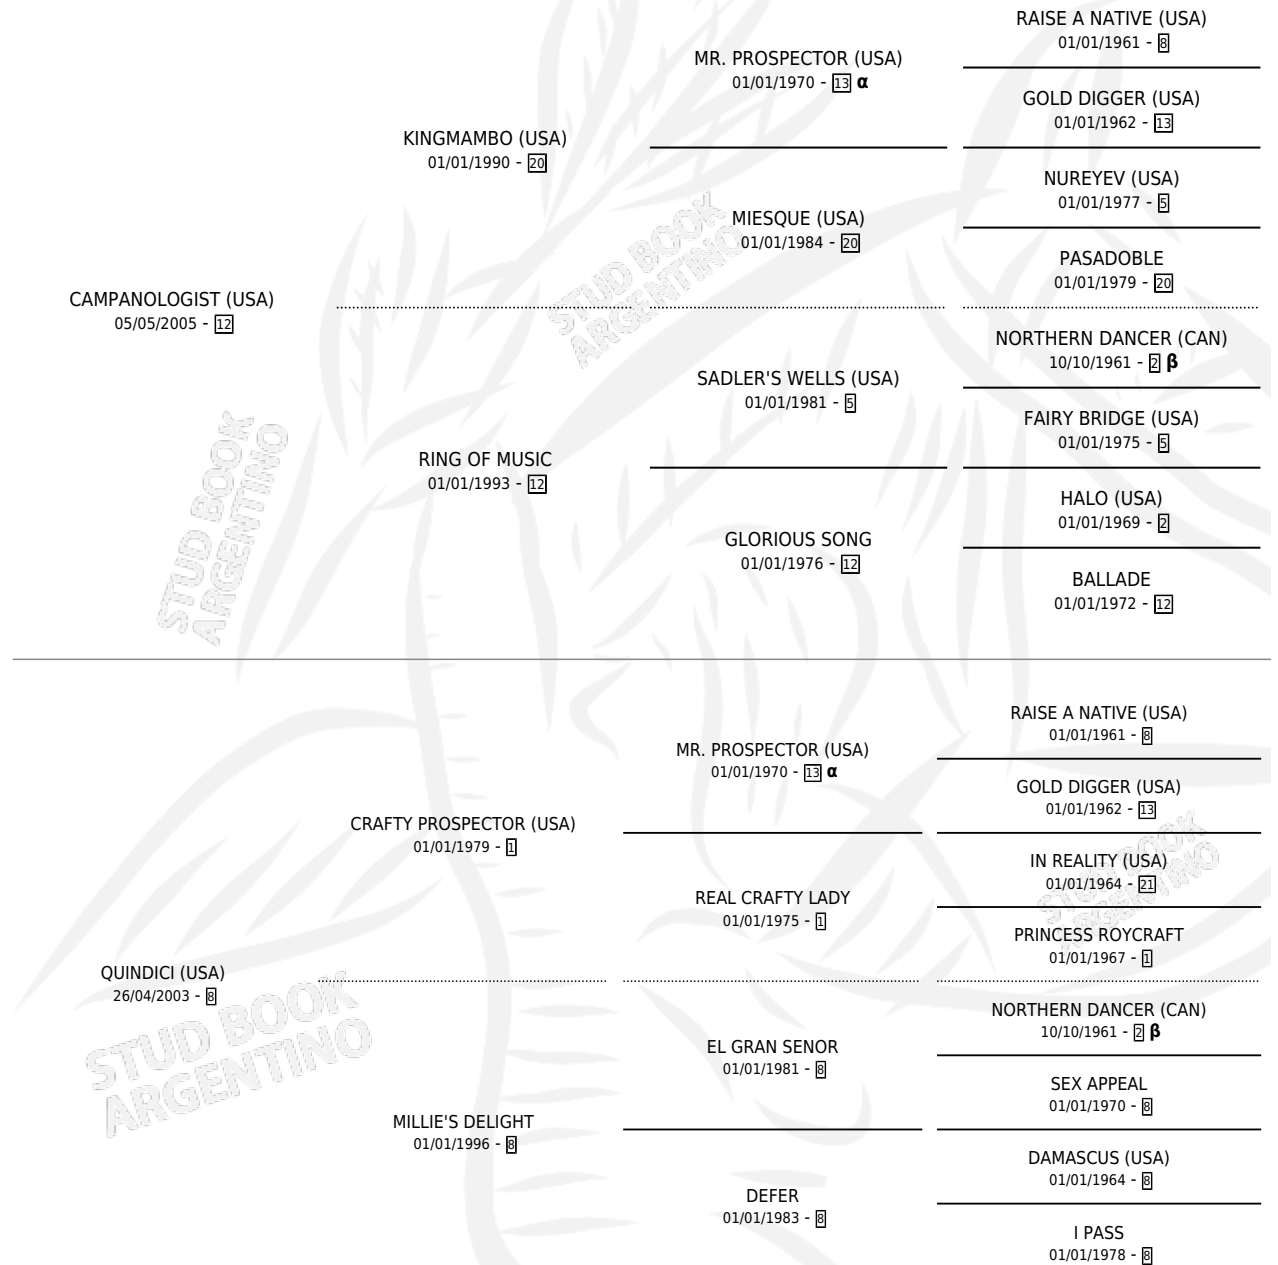 RAISE A NATIVE (USA)
01/01/1961 - 8
MR. PROSPECTOR (USA)
01/01/1970 - 13 α
GOLD DIGGER (USA)
01/01/1962 - 13
KINGMAMBO (USA)
01/01/1990 - 20
NUREYEV (USA)
01/01/1977 - 5
MIESQUE (USA)
01/01/1984 - 20
PASADOBLE
01/01/1979 - 20
CAMPANOLOGIST (USA)
05/05/2005 - 12
NORTHERN DANCER (CAN)
10/10/1961 - 2 β
SADLER'S WELLS (USA)
01/01/1981 - 5
FAIRY BRIDGE (USA)
01/01/1975 - 5
RING OF MUSIC
01/01/1993 - 12
HALO (USA)
01/01/1969 - 2
GLORIOUS SONG
01/01/1976 - 12
BALLADE
01/01/1972 - 12
RAISE A NATIVE (USA)
01/01/1961 - 8
MR. PROSPECTOR (USA)
01/01/1970 - 13 α
GOLD DIGGER (USA)
01/01/1962 - 13
CRAFTY PROSPECTOR (USA)
01/01/1979 - 1
IN REALITY (USA)
01/01/1964 - 21
REAL CRAFTY LADY
01/01/1975 - 1
PRINCESS ROYCRAFT
01/01/1967 - 1
QUINDICI (USA)
26/04/2003 - 8
NORTHERN DANCER (CAN)
10/10/1961 - 2 β
EL GRAN SENOR
01/01/1981 - 8
SEX APPEAL
01/01/1970 - 8
MILLIE'S DELIGHT
01/01/1996 - 8
DAMASCUS (USA)
01/01/1964 - 8
DEFER
01/01/1983 - 8
I PASS
01/01/1978 - 8
STUD BOOK
ARGENTINO
STUD BOOK
ARGENTINO
STUD BOOK
ARGENTINO
STUD BOOK
ARGENTINO